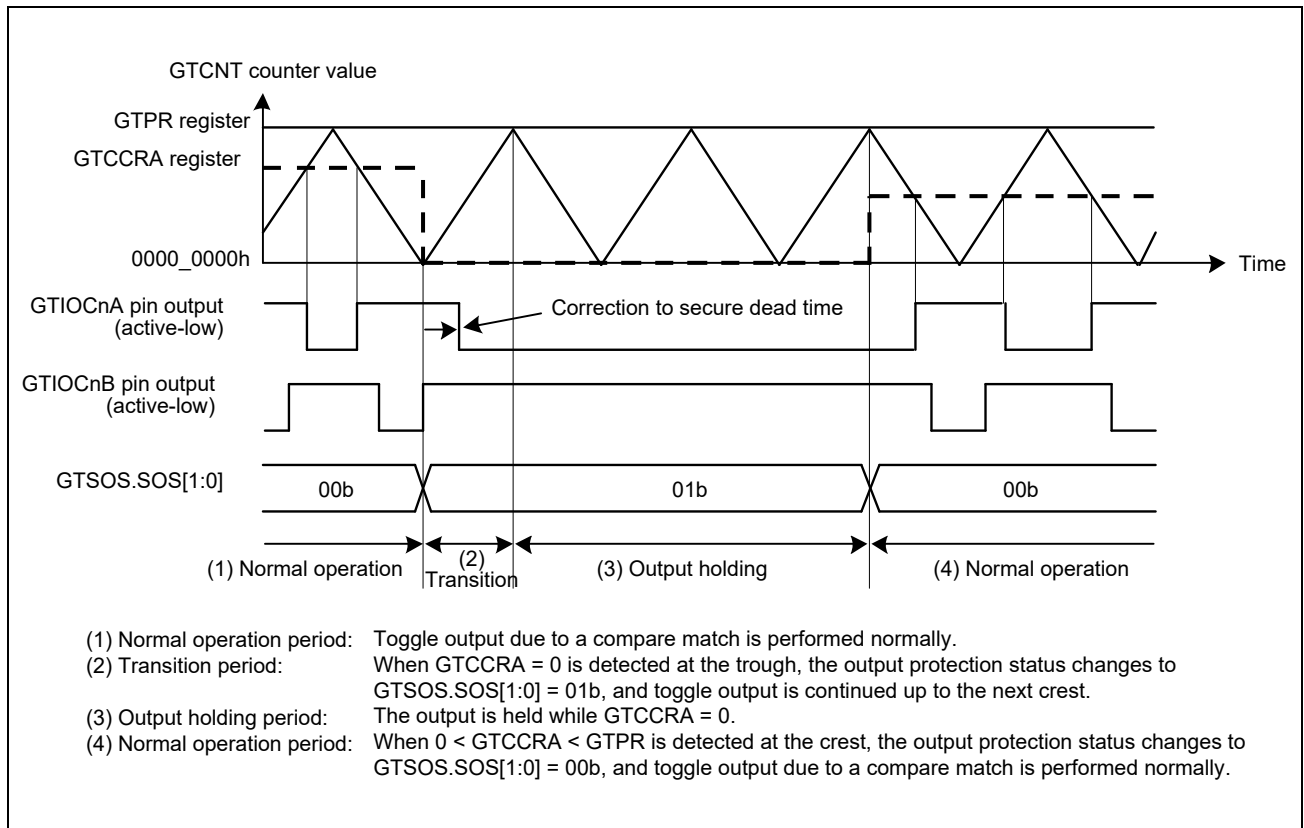 GTCNT counter value
GTPR register
GTCCRA register
0000_0000h
Time
GTIOCnA pin output
(active-low)
Correction to secure dead time
GTIOCnB pin output
(active-low)
GTSOS.SOS[1:0]
00b
01b
00b
(1) Normal operation
(2)
Transition
(3) Output holding
(4) Normal operation
(1) Normal operation period: Toggle output due to a compare match is performed normally.
(2) Transition period: When GTCCRA = 0 is detected at the trough, the output protection status changes to
GTSOS.SOS[1:0] = 01b, and toggle output is continued up to the next crest.
(3) Output holding period: The output is held while GTCCRA = 0.
(4) Normal operation period: When 0 < GTCCRA < GTPR is detected at the crest, the output protection status changes to
GTSOS.SOS[1:0] = 00b, and toggle output due to a compare match is performed normally.